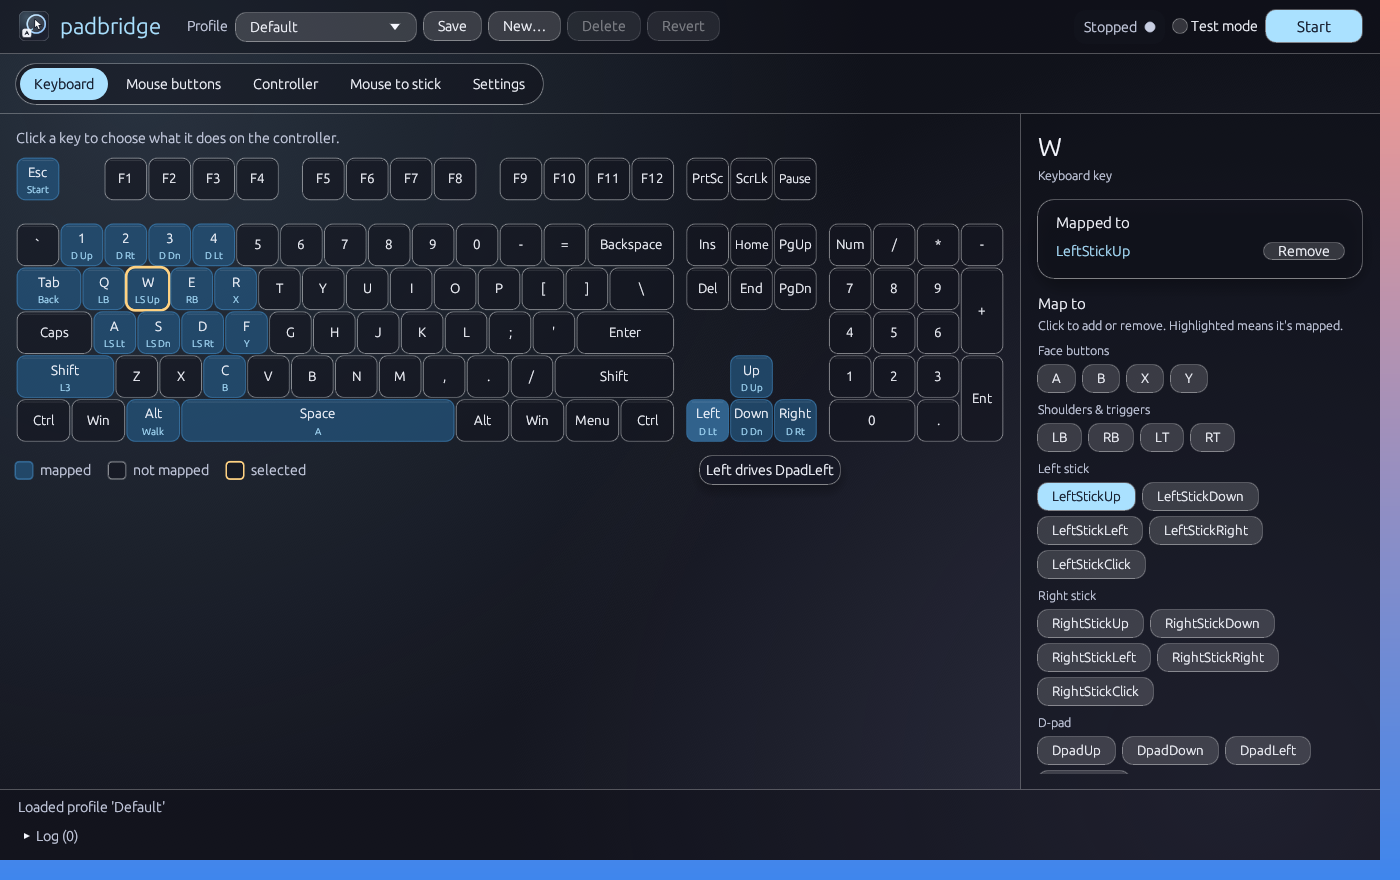 padbridge Profile Default Save New... Delete Revert Stopped Test mode Start
Keyboard Mouse buttons Controller Mouse to stick Settings
Click a key to choose what it does on the controller.
Esc F1 F2 F3 F4 F5 F6 F7 F8 F9 F10 F11 F12 PrtSc ScrLk Pause
Start
` 1 2 3 4 5 6 7 8 9 0 - = Backspace Ins Home PgUp Num / * -
D Up D Rt D Dn D Lt
Tab Q W E R T Y U I O P [ ] \ Del End PgDn 7 8 9 +
Back LB LS Up RB X
Caps A S D F G H J K L ; ' Enter 4 5 6
LS Lt LS Dn LS Rt Y
Shift Z X C V B N M , . / Shift Up 1 2 3 Ent
L3 B D Up
Ctrl Win Alt Space Alt Win Menu Ctrl Left Down Right 0 .
Walk A D Lt D Dn D Rt
mapped not mapped selected
Left drives DpadLeft
W
Keyboard key
Mapped to
LeftStickUp Remove
Map to
Click to add or remove. Highlighted means it's mapped.
Face buttons
A B X Y
Shoulders & triggers
LB RB LT RT
Left stick
LeftStickUp LeftStickDown
LeftStickLeft LeftStickRight
LeftStickClick
Right stick
RightStickUp RightStickDown
RightStickLeft RightStickRight
RightStickClick
D-pad
DpadUp DpadDown DpadLeft
Loaded profile 'Default'
Log (0)